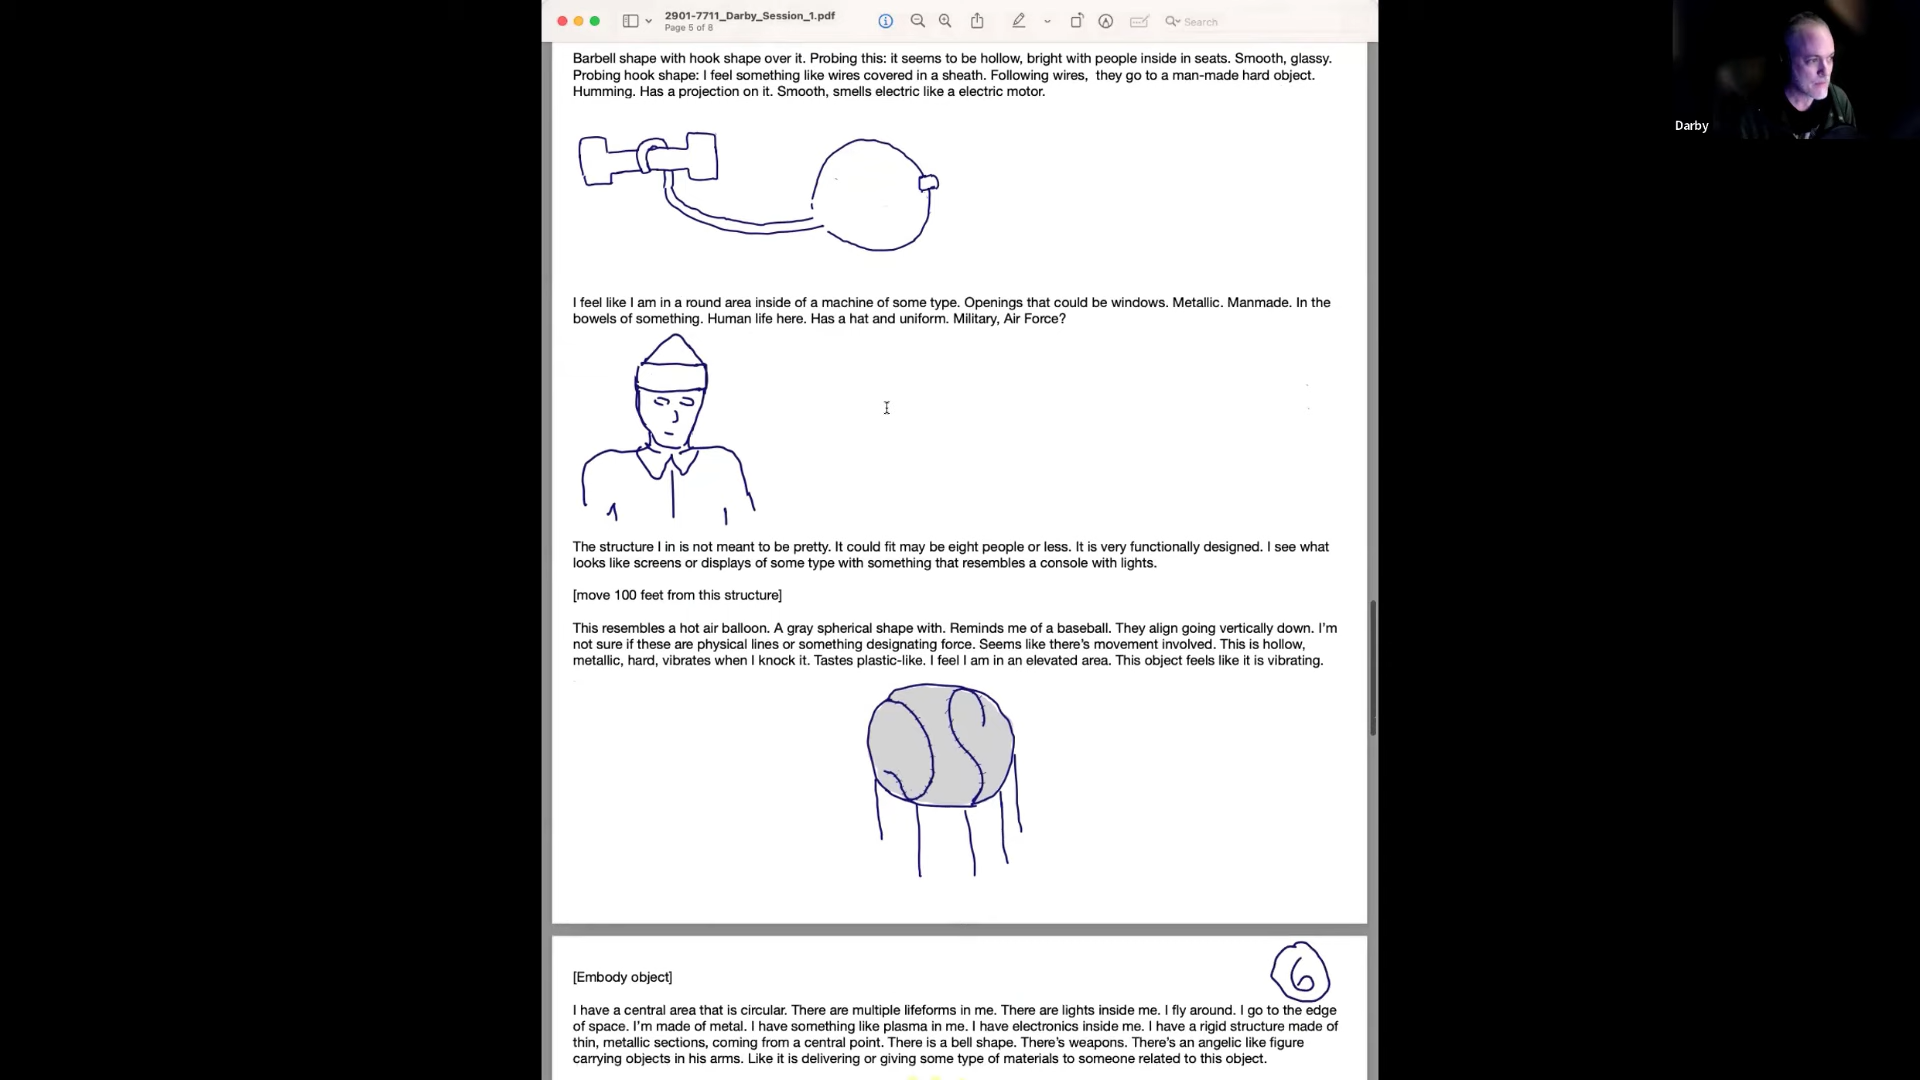 2901-7711_Darby_Session_1.pdf
Page 5 of 8
Search
Darby
Barbell shape with hook shape over it. Probing this: it seems to be hollow, bright with people inside in seats. Smooth, glassy.
Probing hook shape: I feel something like wires covered in a sheath. Following wires,  they go to a man-made hard object.
Humming. Has a projection on it. Smooth, smells electric like a electric motor.
I feel like I am in a round area inside of a machine of some type. Openings that could be windows. Metallic. Manmade. In the
bowels of something. Human life here. Has a hat and uniform. Military, Air Force?
The structure I in is not meant to be pretty. It could fit may be eight people or less. It is very functionally designed. I see what
looks like screens or displays of some type with something that resembles a console with lights.
[move 100 feet from this structure]
This resembles a hot air balloon. A gray spherical shape with. Reminds me of a baseball. They align going vertically down. I'm
not sure if these are physical lines or something designating force. Seems like there's movement involved. This is hollow,
metallic, hard, vibrates when I knock it. Tastes plastic-like. I feel I am in an elevated area. This object feels like it is vibrating.
6
[Embody object]
I have a central area that is circular. There are multiple lifeforms in me. There are lights inside me. I fly around. I go to the edge
of space. I'm made of metal. I have something like plasma in me. I have electronics inside me. I have a rigid structure made of
thin, metallic sections, coming from a central point. There is a bell shape. There's weapons. There's an angelic like figure
carrying objects in his arms. Like it is delivering or giving some type of materials to someone related to this object.